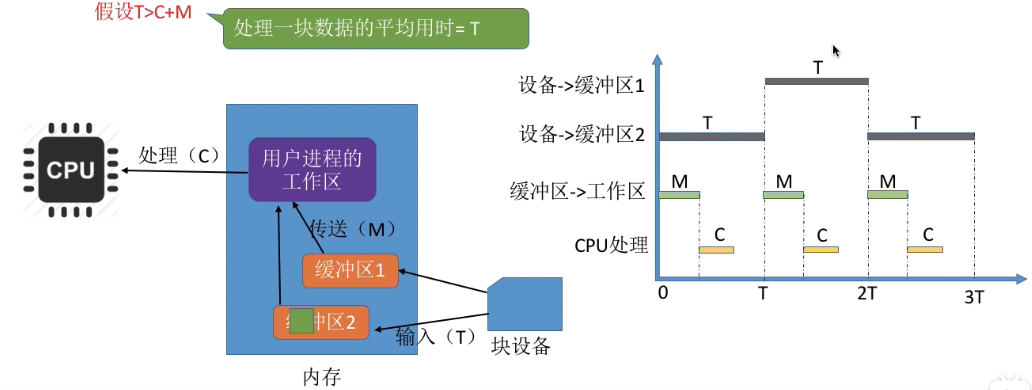 假设T>C+M
处理一块数据的平均用时= T
CPU
处理（C）
用户进程的
工作区
传送（M）
缓冲区1
冲区2
输入（T）
块设备
内存
设备->缓冲区1
T
设备->缓冲区2
T
T
缓冲区->工作区
M
M
M
CPU处理
C
C
C
0
T
2T
3T